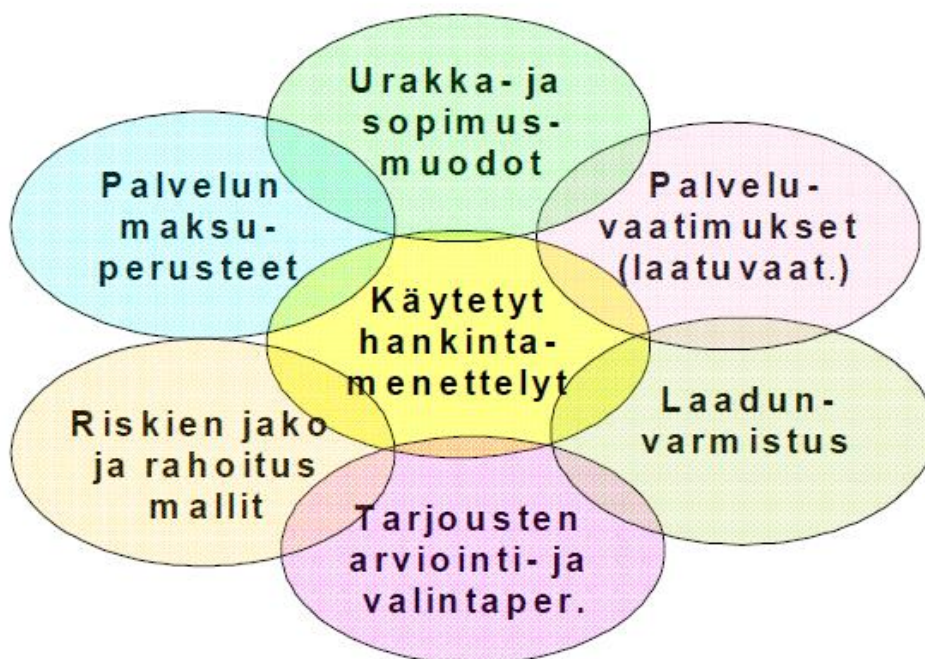 Urakka- ja
sopimus-
muodot
Palvelun
maksu-
perusteet
Palvelu-
vaatimukset
(laatuvaat.)
Käytetyt
hankinta-
menettelyt
Riskien jako
ja rahoitus
mallit
Laadun-
varmistus
Tarjousten
arviointi- ja
valintaper.